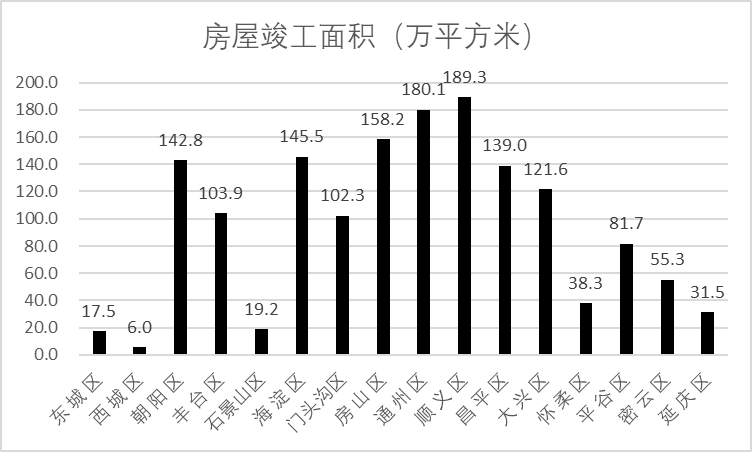 房屋竣工面积（万平方米）
200.0
180.0
160.0
140.0
120.0
100.0
80.0
60.0
40.0
20.0
0.0
17.5
6.0
142.8
103.9
19.2
145.5
102.3
158.2
180.1
189.3
139.0
121.6
38.3
81.7
55.3
31.5
东城区
西城区
朝阳区
丰台区
石景山区
海淀区
门头沟区
房山区
通州区
顺义区
昌平区
大兴区
怀柔区
平谷区
密云区
延庆区